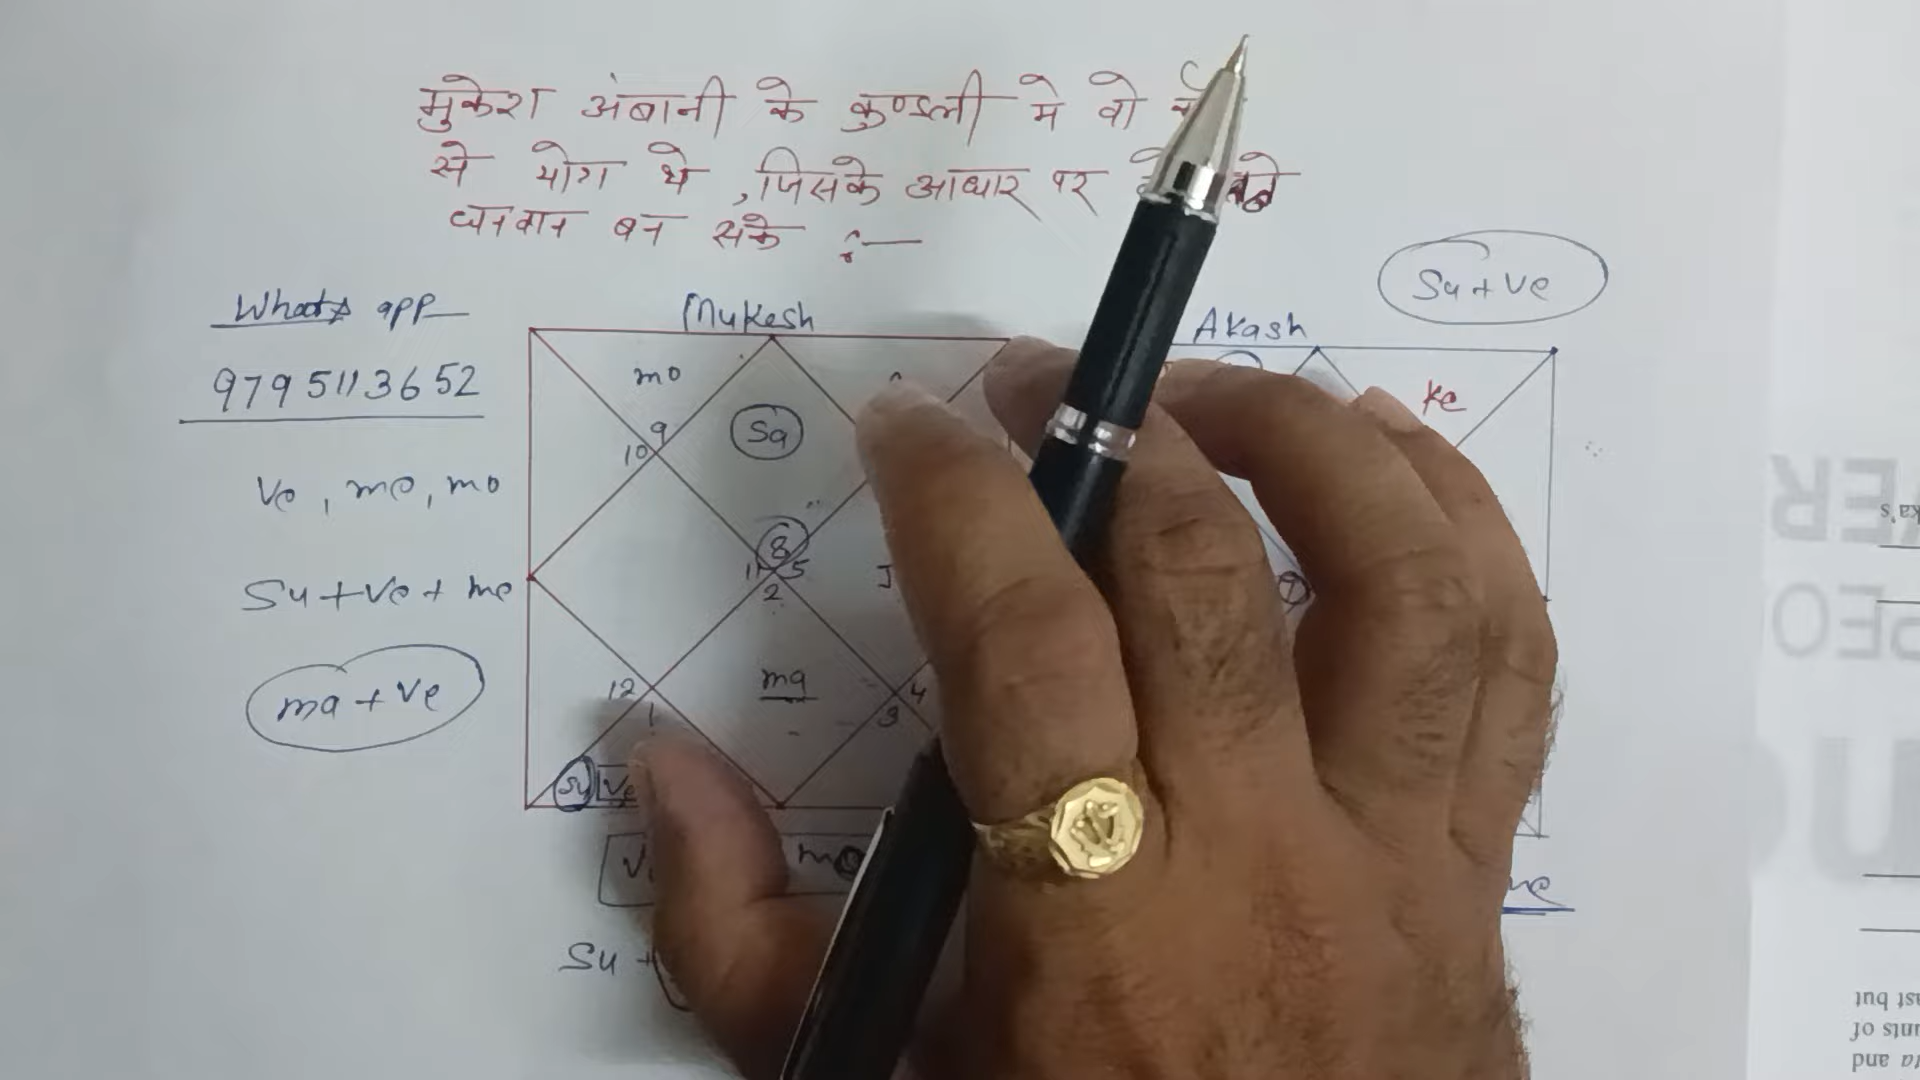 मुकेश अंबानी के कुण्डली मे वो
से योग थे , जिसके आधार पर
धनवान बन सके :—
Su + Ve
Whats app
9795113652
Ve , me , mo
Su + Ve + me
ma + ve
Mukesh
mo
Sa
9
10
8
11 5
2
12
1
ma
4
3
Su Ve
Su +
Akash
Ke